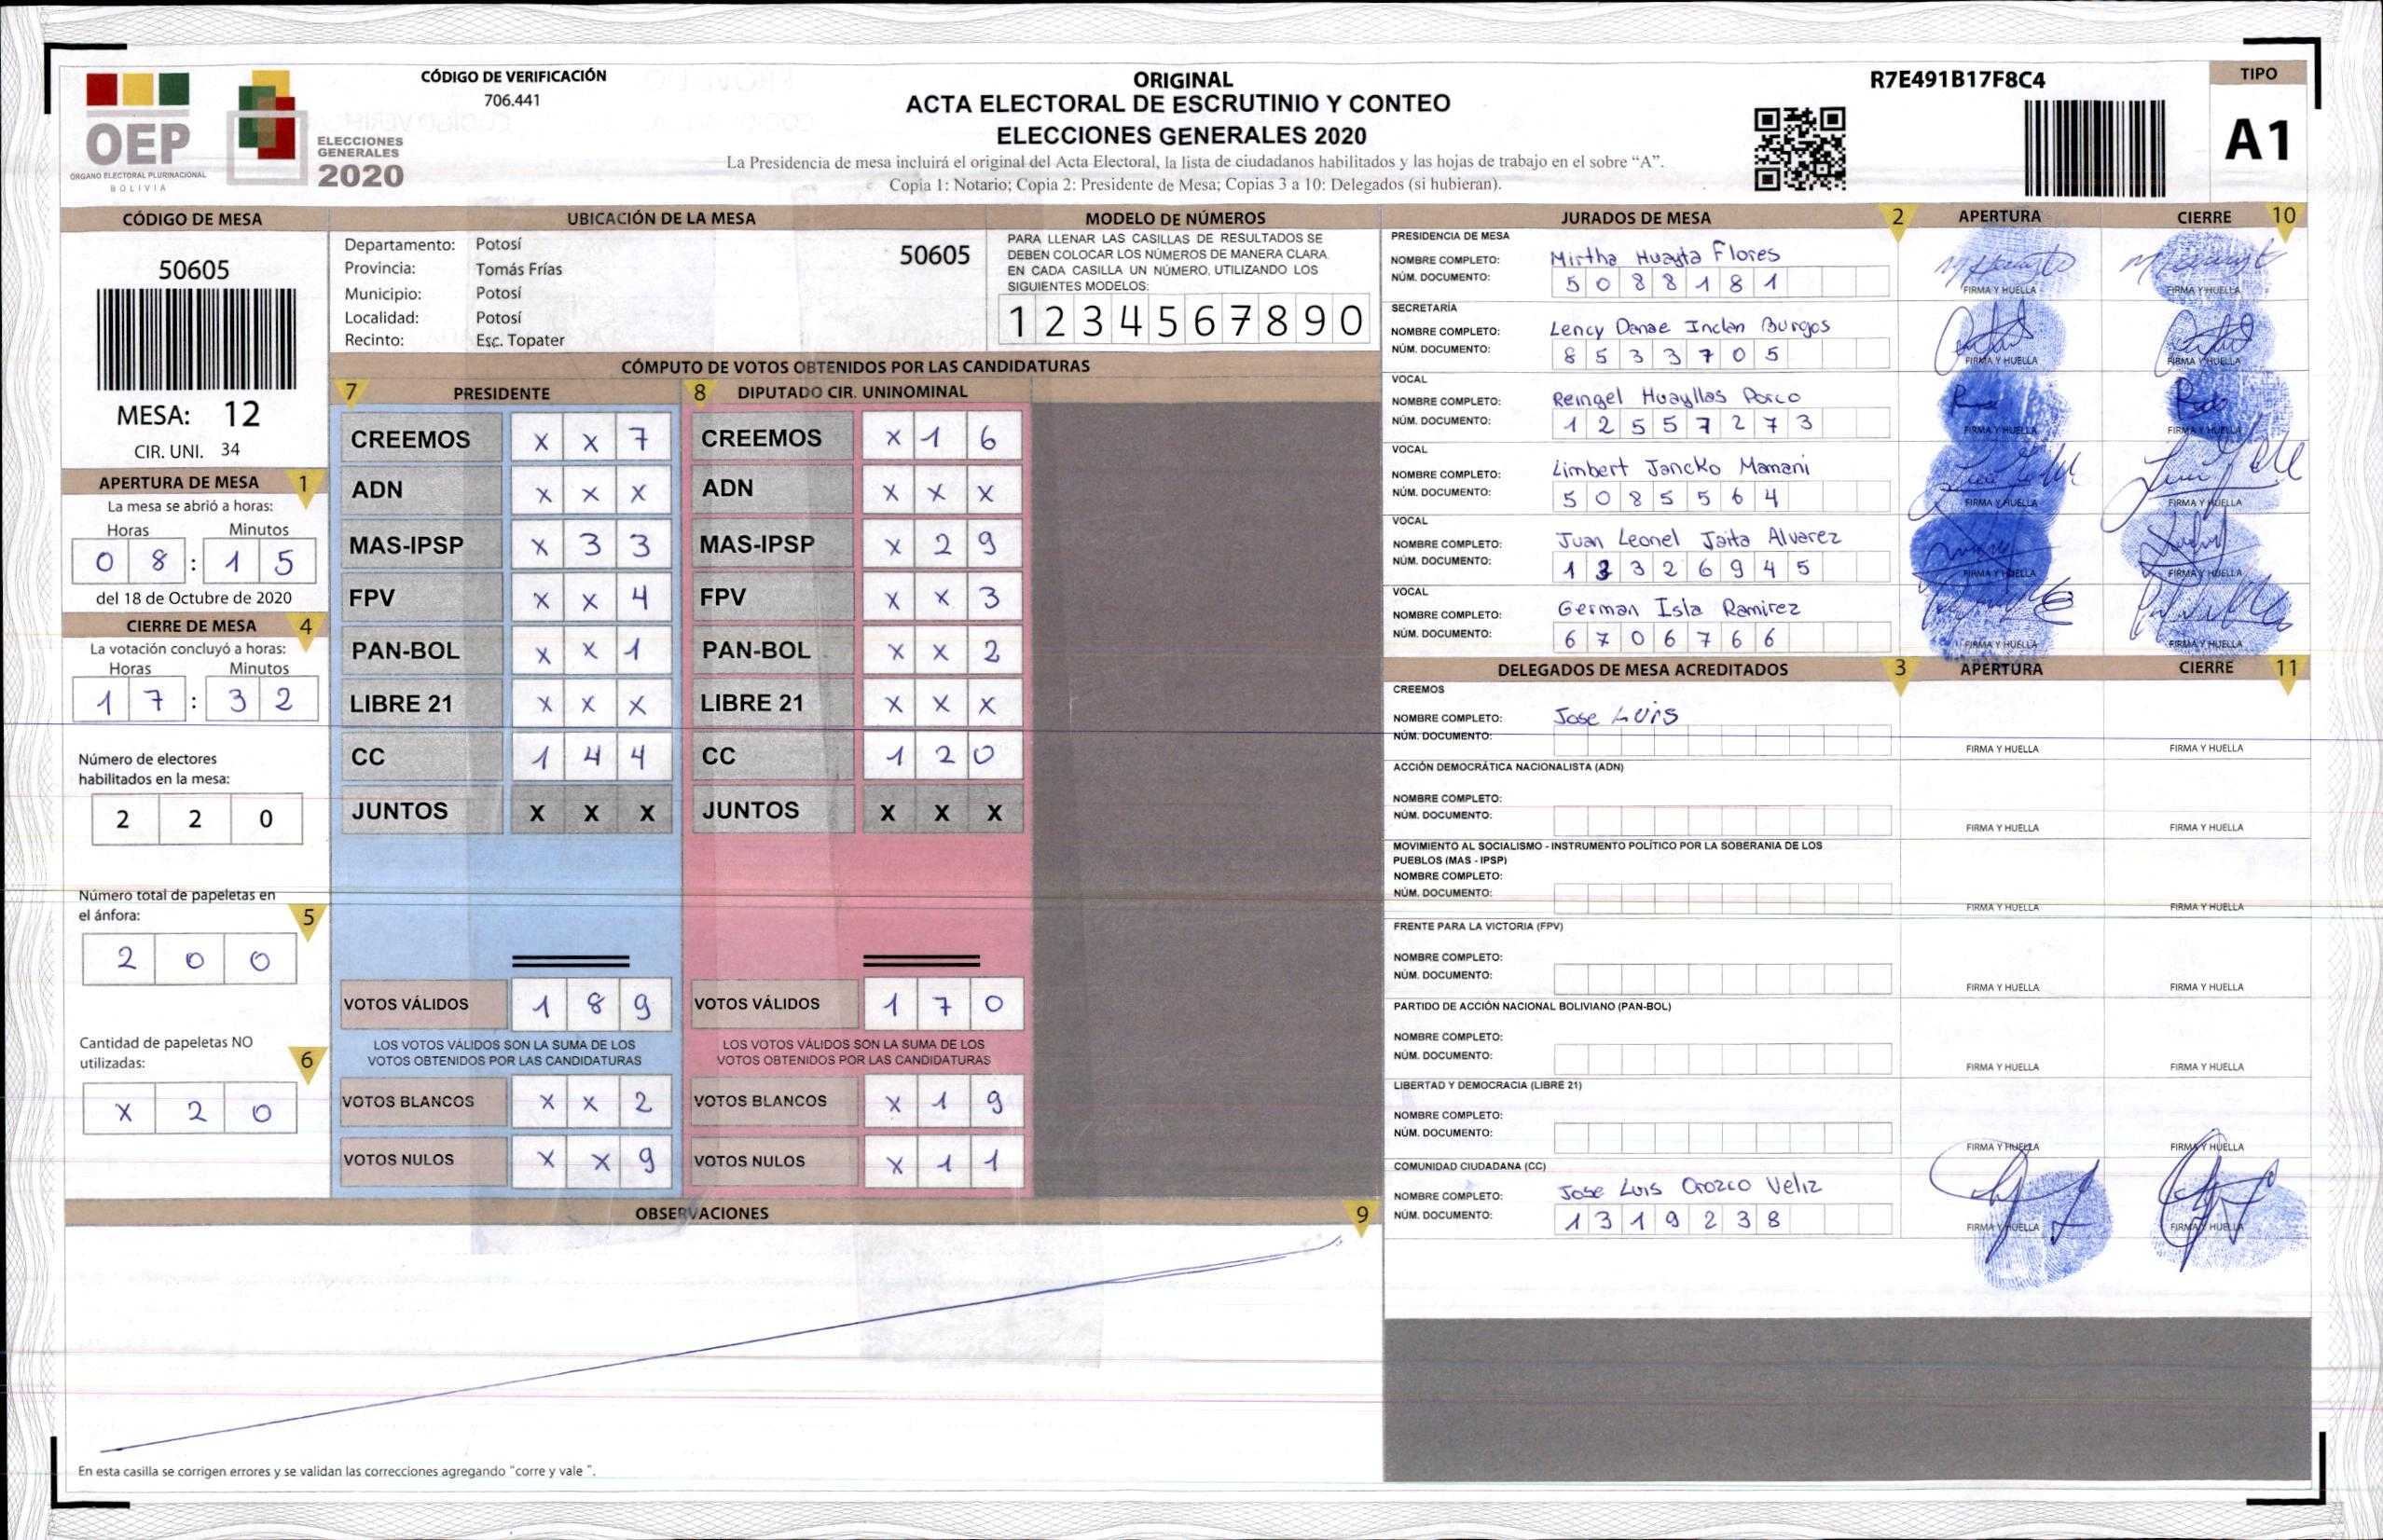 OEP
ÓRGANO ELECTORAL PLURINACIONAL
BOLIVIA
ELECCIONES
GENERALES
2020
CÓDIGO DE VERIFICACIÓN
706.441
ORIGINAL
ACTA ELECTORAL DE ESCRUTINIO Y CONTEO
ELECCIONES GENERALES 2020
La Presidencia de mesa incluirá el original del Acta Electoral, la lista de ciudadanos habilitados y las hojas de trabajo en el sobre “A”.
Copia 1: Notario; Copia 2: Presidente de Mesa; Copias 3 a 10: Delegados (si hubieran).
R7E491B17F8C4
TIPO
A1
CÓDIGO DE MESA
50605
MESA: 12
CIR. UNI. 34
APERTURA DE MESA 1
La mesa se abrió a horas:
Horas Minutos
0 8 : 1 5
del 18 de Octubre de 2020
CIERRE DE MESA 4
La votación concluyó a horas:
Horas Minutos
1 7 : 3 2
Número de electores
habilitados en la mesa:
2 2 0
Número total de papeletas en
el ánfora: 5
2 0 0
Cantidad de papeletas NO
utilizadas: 6
X 2 0
UBICACIÓN DE LA MESA
Departamento: Potosí 50605
Provincia: Tomás Frías
Municipio: Potosí
Localidad: Potosí
Recinto: Esc. Topater
MODELO DE NÚMEROS
PARA LLENAR LAS CASILLAS DE RESULTADOS SE
DEBEN COLOCAR LOS NÚMEROS DE MANERA CLARA.
EN CADA CASILLA UN NÚMERO, UTILIZANDO LOS
SIGUIENTES MODELOS:
1 2 3 4 5 6 7 8 9 0
CÓMPUTO DE VOTOS OBTENIDOS POR LAS CANDIDATURAS
7 PRESIDENTE
CREEMOS X X 7
ADN X X X
MAS-IPSP X 3 3
FPV X X 4
PAN-BOL X X 1
LIBRE 21 X X X
CC 1 4 4
JUNTOS X X X
VOTOS VÁLIDOS 1 8 9
LOS VOTOS VÁLIDOS SON LA SUMA DE LOS
VOTOS OBTENIDOS POR LAS CANDIDATURAS
VOTOS BLANCOS X X 2
VOTOS NULOS X X 9
8 DIPUTADO CIR. UNINOMINAL
CREEMOS X 1 6
ADN X X X
MAS-IPSP X 2 9
FPV X X 3
PAN-BOL X X 2
LIBRE 21 X X X
CC 1 2 0
JUNTOS X X X
VOTOS VÁLIDOS 1 7 0
LOS VOTOS VÁLIDOS SON LA SUMA DE LOS
VOTOS OBTENIDOS POR LAS CANDIDATURAS
VOTOS BLANCOS X 1 9
VOTOS NULOS X 1 1
OBSERVACIONES 9
En esta casilla se corrigen errores y se validan las correcciones agregando “corre y vale ”.
JURADOS DE MESA 2 APERTURA CIERRE 10
PRESIDENCIA DE MESA
NOMBRE COMPLETO: Mirtha Huayta Flores
NÚM. DOCUMENTO: 5 0 8 8 1 8 1
FIRMA Y HUELLA FIRMA Y HUELLA
SECRETARÍA
NOMBRE COMPLETO: Lency Danae Inclan Burgos
NÚM. DOCUMENTO: 8 5 3 3 7 0 5
FIRMA Y HUELLA FIRMA Y HUELLA
VOCAL
NOMBRE COMPLETO: Reingel Huayllas Porco
NÚM. DOCUMENTO: 1 2 5 5 7 2 7 3
FIRMA Y HUELLA FIRMA Y HUELLA
VOCAL
NOMBRE COMPLETO: Limbert Jancko Mamani
NÚM. DOCUMENTO: 5 0 8 5 5 6 4
FIRMA Y HUELLA FIRMA Y HUELLA
VOCAL
NOMBRE COMPLETO: Juan Leonel Jaita Alvarez
NÚM. DOCUMENTO: 1 3 3 2 6 9 4 5
FIRMA Y HUELLA FIRMA Y HUELLA
VOCAL
NOMBRE COMPLETO: German Isla Ramirez
NÚM. DOCUMENTO: 6 7 0 6 7 6 6
FIRMA Y HUELLA FIRMA Y HUELLA
DELEGADOS DE MESA ACREDITADOS 3 APERTURA CIERRE 11
CREEMOS
NOMBRE COMPLETO: Jose Luis
NÚM. DOCUMENTO:
FIRMA Y HUELLA FIRMA Y HUELLA
ACCIÓN DEMOCRÁTICA NACIONALISTA (ADN)
NOMBRE COMPLETO:
NÚM. DOCUMENTO:
FIRMA Y HUELLA FIRMA Y HUELLA
MOVIMIENTO AL SOCIALISMO - INSTRUMENTO POLÍTICO POR LA SOBERANIA DE LOS
PUEBLOS (MAS - IPSP)
NOMBRE COMPLETO:
NÚM. DOCUMENTO:
FIRMA Y HUELLA FIRMA Y HUELLA
FRENTE PARA LA VICTORIA (FPV)
NOMBRE COMPLETO:
NÚM. DOCUMENTO:
FIRMA Y HUELLA FIRMA Y HUELLA
PARTIDO DE ACCIÓN NACIONAL BOLIVIANO (PAN-BOL)
NOMBRE COMPLETO:
NÚM. DOCUMENTO:
FIRMA Y HUELLA FIRMA Y HUELLA
LIBERTAD Y DEMOCRACIA (LIBRE 21)
NOMBRE COMPLETO:
NÚM. DOCUMENTO:
FIRMA Y HUELLA FIRMA Y HUELLA
COMUNIDAD CIUDADANA (CC)
NOMBRE COMPLETO: Jose Luis Orozco Veliz
NÚM. DOCUMENTO: 1 3 1 9 2 3 8
FIRMA Y HUELLA FIRMA Y HUELLA